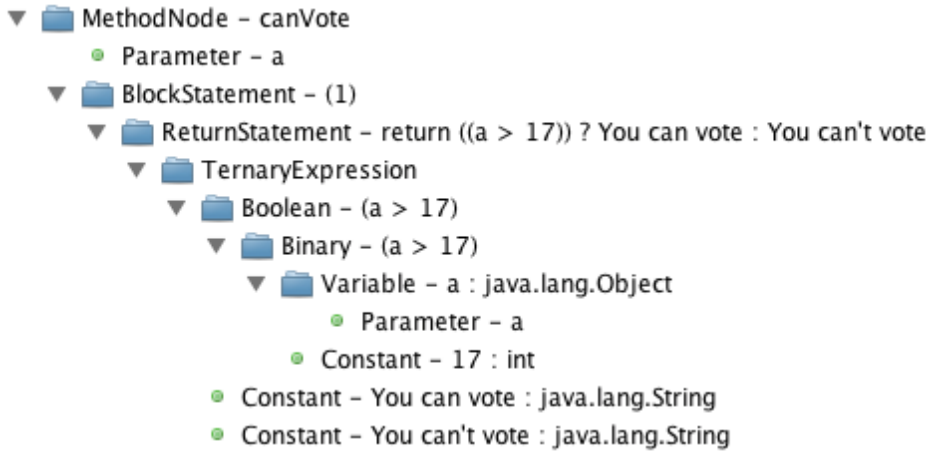 MethodNode – canVote
Parameter – a
BlockStatement – (1)
ReturnStatement – return ((a > 17)) ? You can vote : You can't vote
TernaryExpression
Boolean – (a > 17)
Binary – (a > 17)
Variable – a : java.lang.Object
Parameter – a
Constant – 17 : int
Constant – You can vote : java.lang.String
Constant – You can't vote : java.lang.String